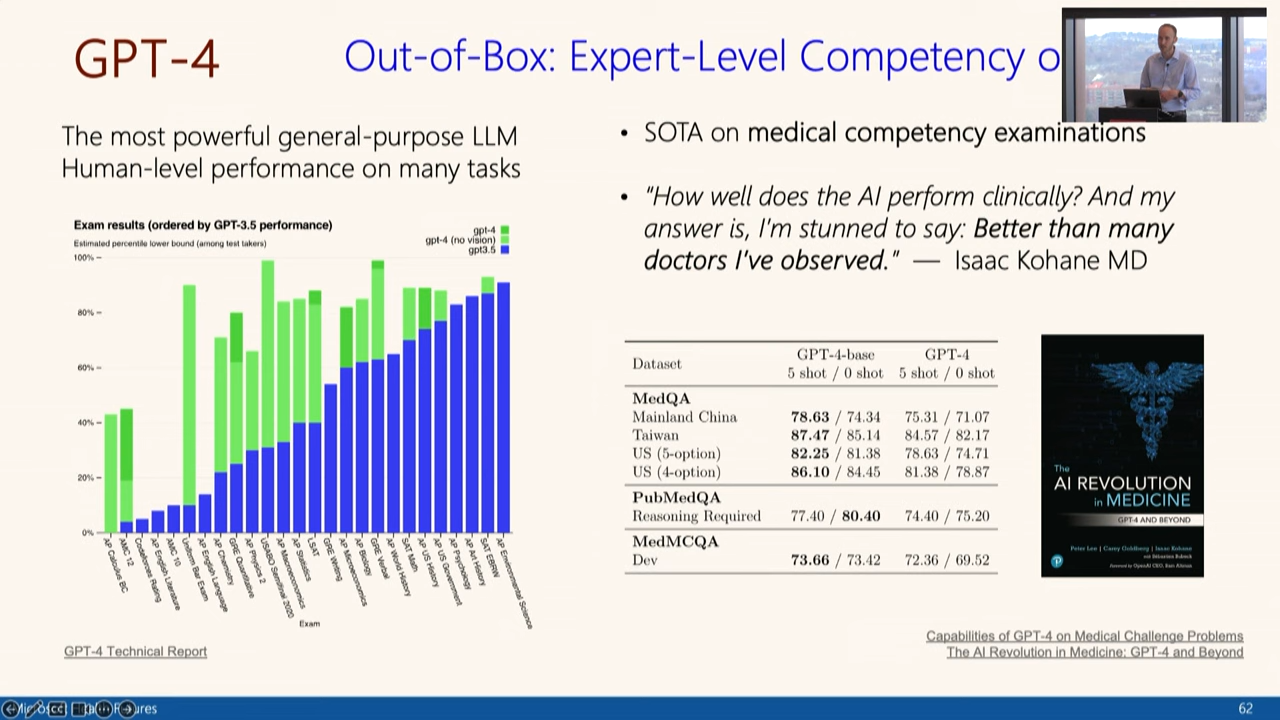 GPT-4
Out-of-Box: Expert-Level Competency o
The most powerful general-purpose LLM
Human-level performance on many tasks
Exam results (ordered by GPT-3.5 performance)
Estimated percentile lower bound (among test takers)
gpt-4
gpt-4 (no vision)
gpt3.5
100%
80%
60%
40%
20%
0%
AP Calculus BC
AMC 12
Codeforces Rating
AP English Literature
AMC 10
Uniform Bar Exam
AP English Language
AP Chemistry
GRE Quantitative
AP Physics 2
USABO Semifinal 2020
AP Macroeconomics
AP Statistics
LSAT
GRE Writing
AP Microeconomics
AP Biology
GRE Verbal
AP World History
SAT Math
AP US History
AP US Government
AP Psychology
AP Art History
SAT EBRW
AP Environmental Science
Exam
GPT-4 Technical Report
• SOTA on medical competency examinations
• "How well does the AI perform clinically? And my
answer is, I'm stunned to say: Better than many
doctors I've observed." — Isaac Kohane MD
Dataset GPT-4-base GPT-4
5 shot / 0 shot 5 shot / 0 shot
MedQA
Mainland China 78.63 / 74.34 75.31 / 71.07
Taiwan 87.47 / 85.14 84.57 / 82.17
US (5-option) 82.25 / 81.38 78.63 / 74.71
US (4-option) 86.10 / 84.45 81.38 / 78.87
PubMedQA
Reasoning Required 77.40 / 80.40 74.40 / 75.20
MedMCQA
Dev 73.66 / 73.42 72.36 / 69.52
The
AI REVOLUTION
in MEDICINE
GPT-4 AND BEYOND
Peter Lee | Carey Goldberg | Isaac Kohane
with Sébastien Bubeck
Foreword by OpenAI CEO, Sam Altman
P
Capabilities of GPT-4 on Medical Challenge Problems
The AI Revolution in Medicine: GPT-4 and Beyond
62